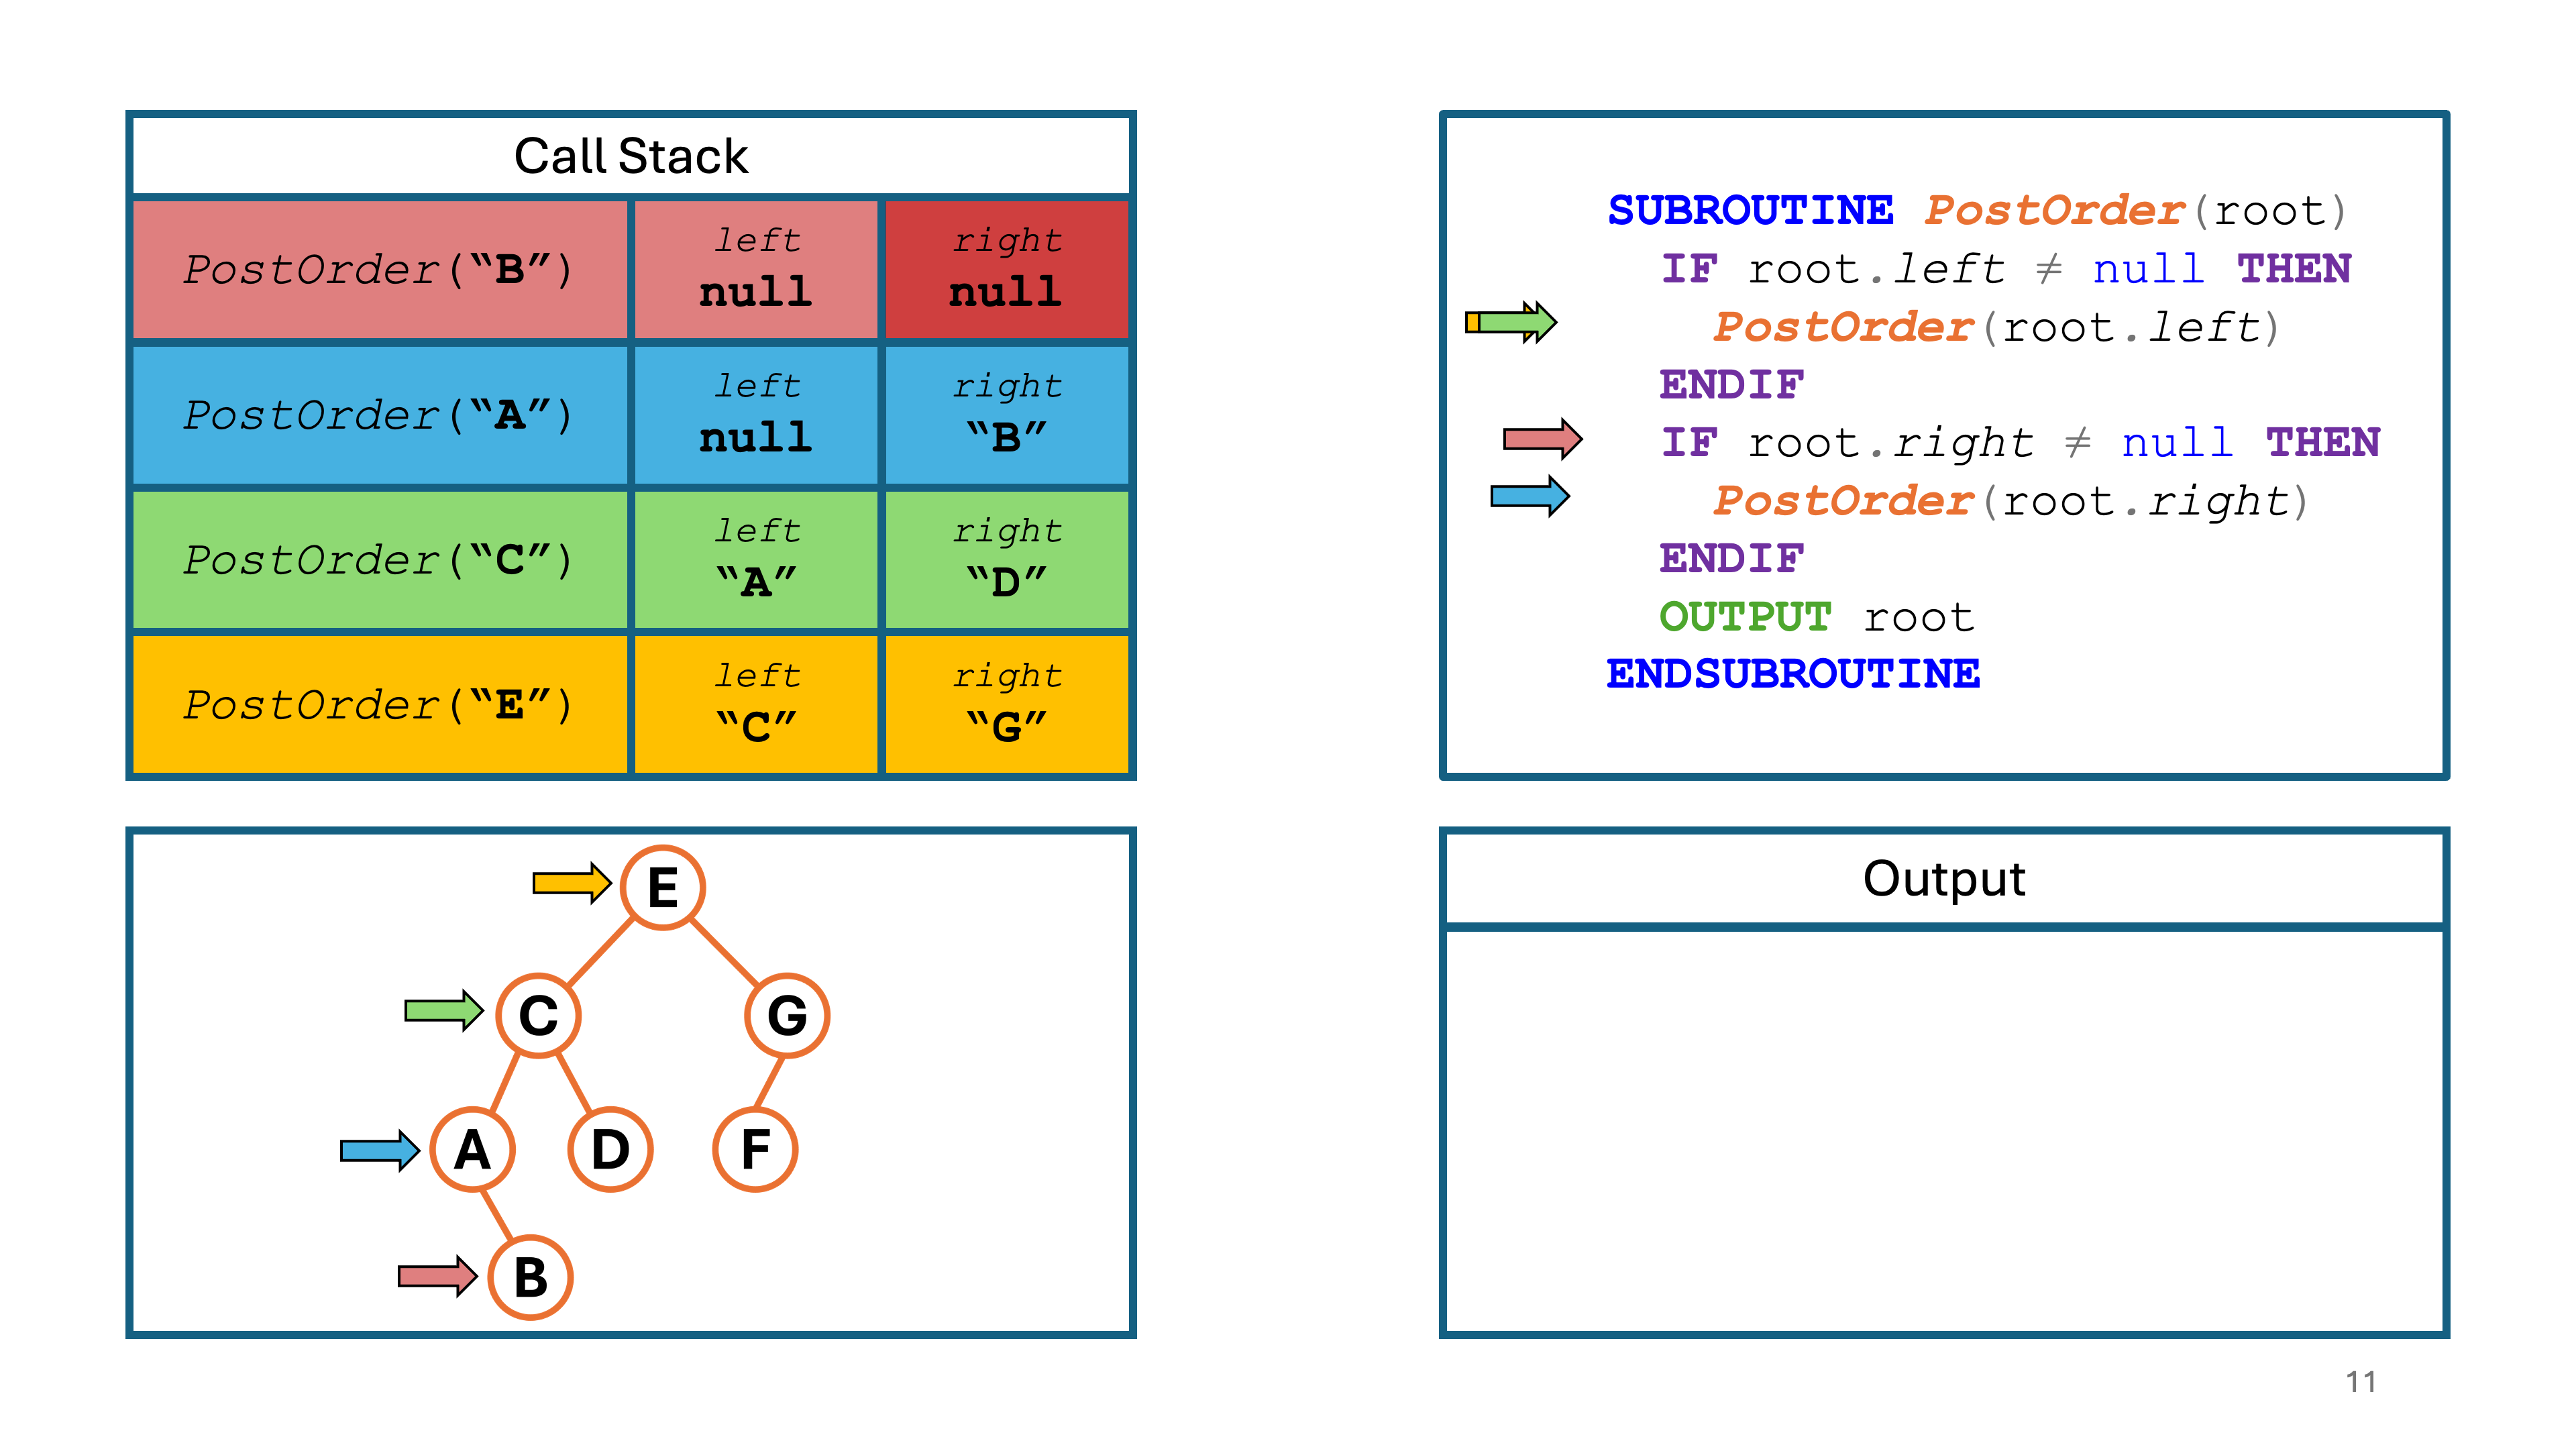 Call Stack
PostOrder(“B”) left right
null null
PostOrder(“A”) left right
null “B”
PostOrder(“C”) left right
“A” “D”
PostOrder(“E”) left right
“C” “G”
SUBROUTINE PostOrder(root)
IF root.left ≠ null THEN
PostOrder(root.left)
ENDIF
IF root.right ≠ null THEN
PostOrder(root.right)
ENDIF
OUTPUT root
ENDSUBROUTINE
E
C G
A D F
B
Output
11